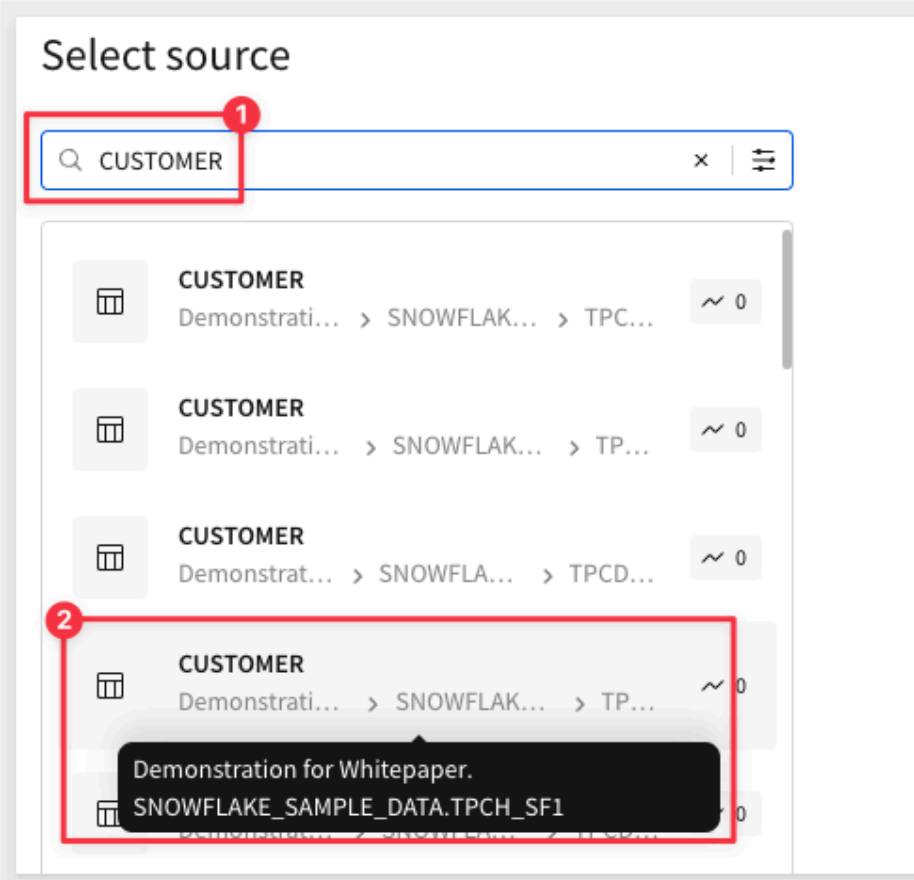 Select source
1
CUSTOMER
CUSTOMER
Demonstrati... > SNOWFLAK... > TPC...
0
CUSTOMER
Demonstrati... > SNOWFLAK... > TP...
0
CUSTOMER
Demonstrat... > SNOWFLA... > TPCD...
0
2
CUSTOMER
Demonstrati... > SNOWFLAK... > TP...
0
Demonstration for Whitepaper.
SNOWFLAKE_SAMPLE_DATA.TPCH_SF1
0